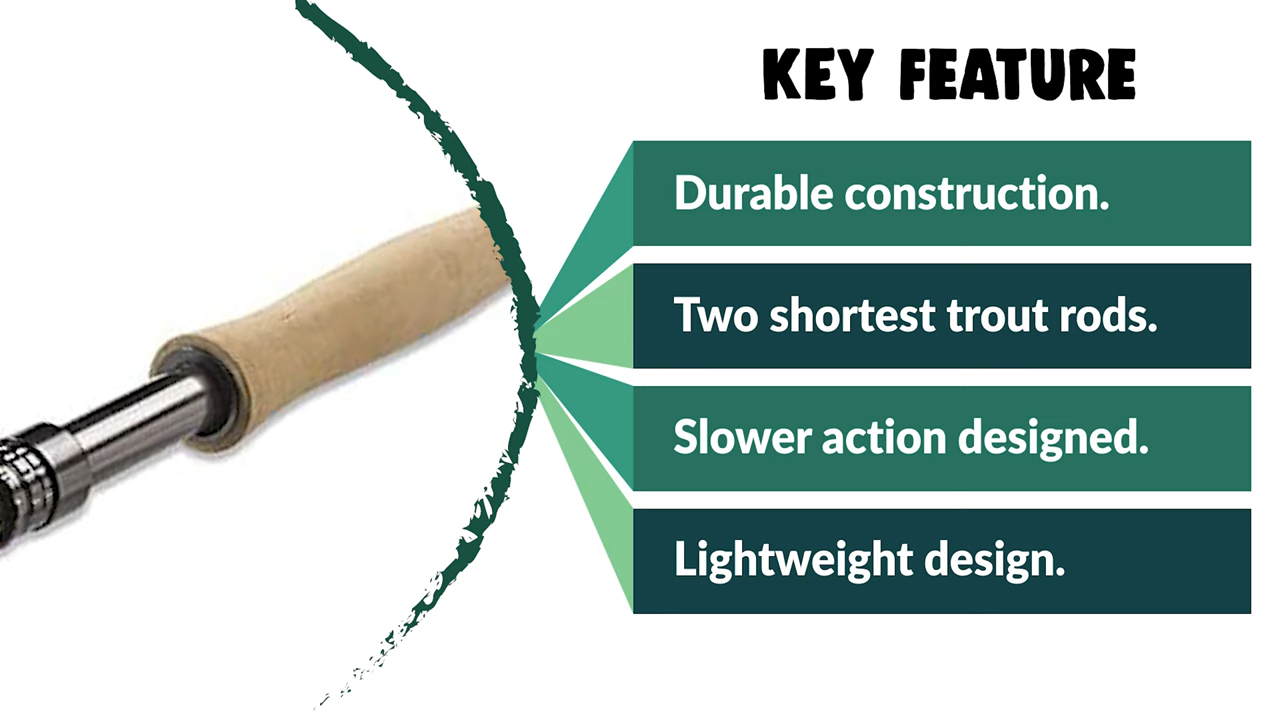 KEY FEATURE
Durable construction.
Two shortest trout rods.
Slower action designed.
Lightweight design.